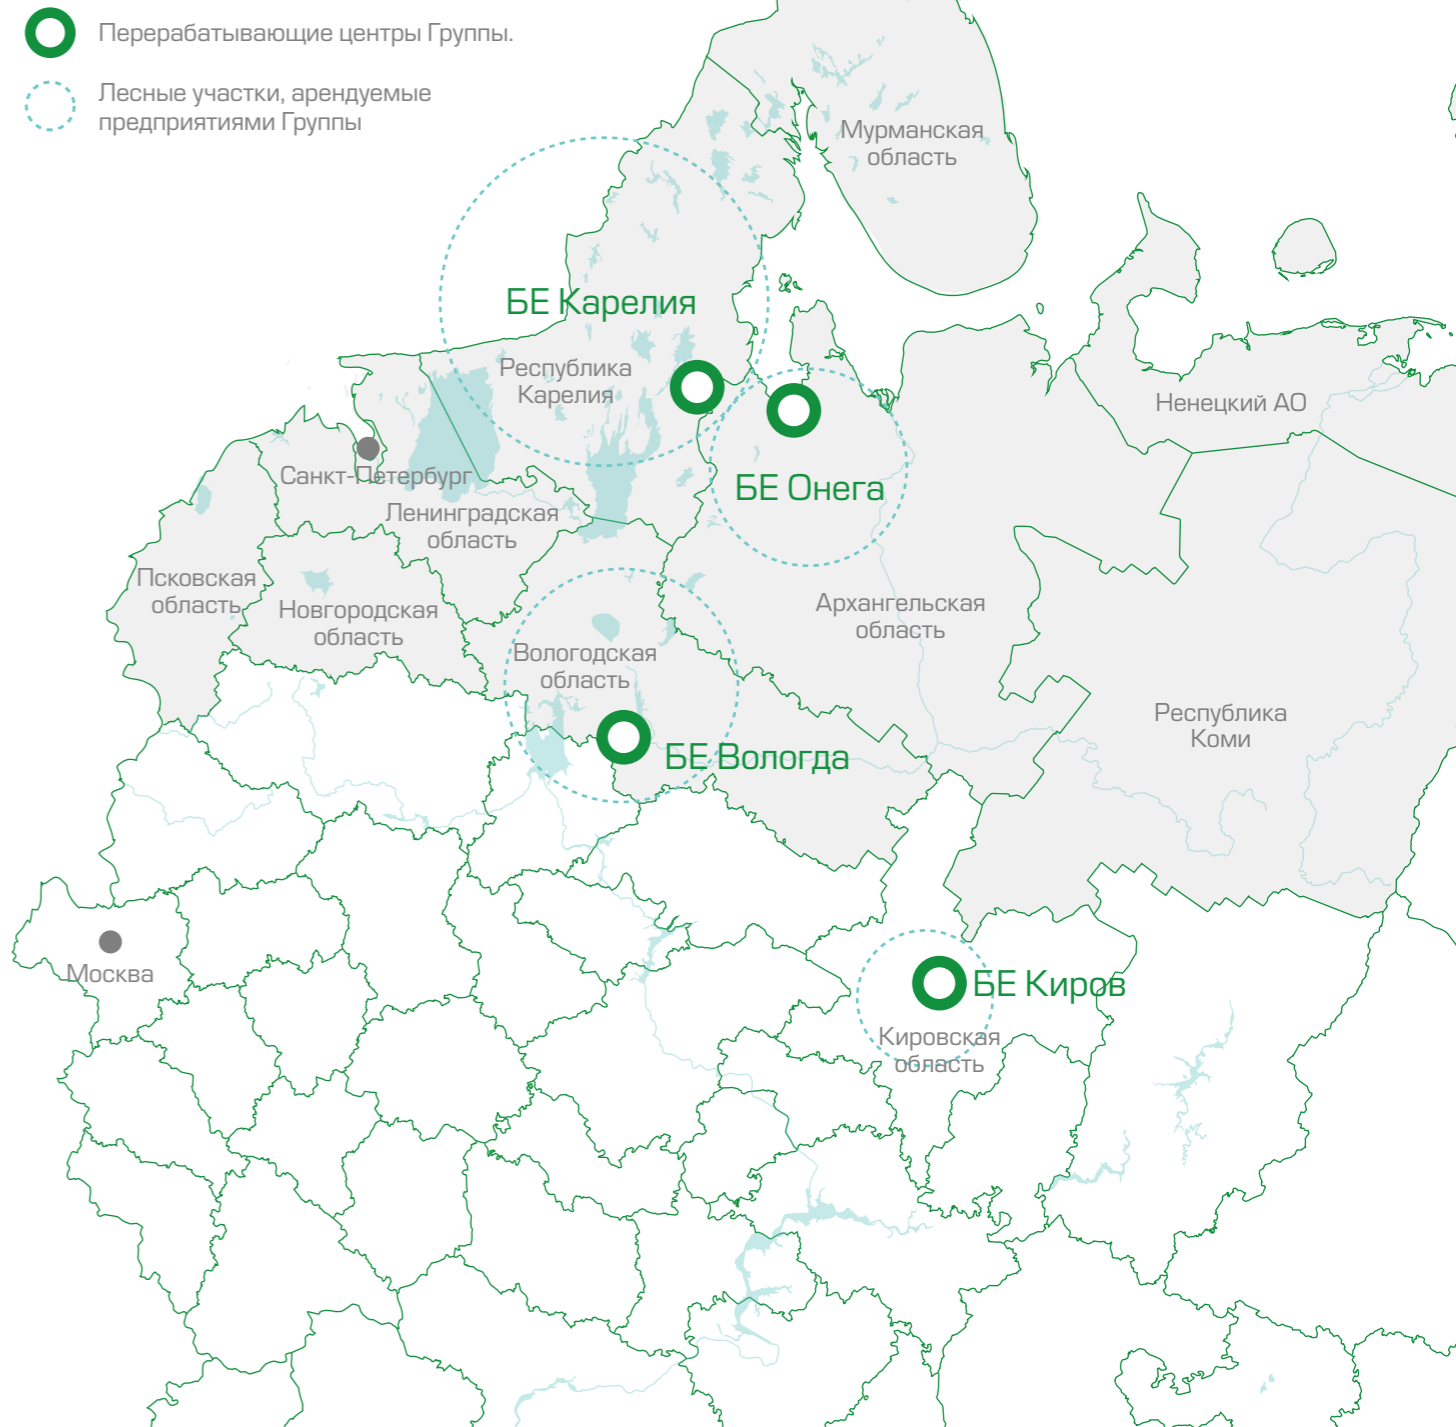 Перерабатывающие центры Группы.
Лесные участки, арендуемые
предприятиями Группы
Мурманская
область
БЕ Карелия
Республика
Карелия
Ненецкий АО
Санкт-Петербург
БЕ Онега
Ленинградская
область
Псковская
область
Новгородская
область
Архангельская
область
Вологодская
область
Республика
Коми
БЕ Вологда
Москва
БЕ Киров
Кировская
область